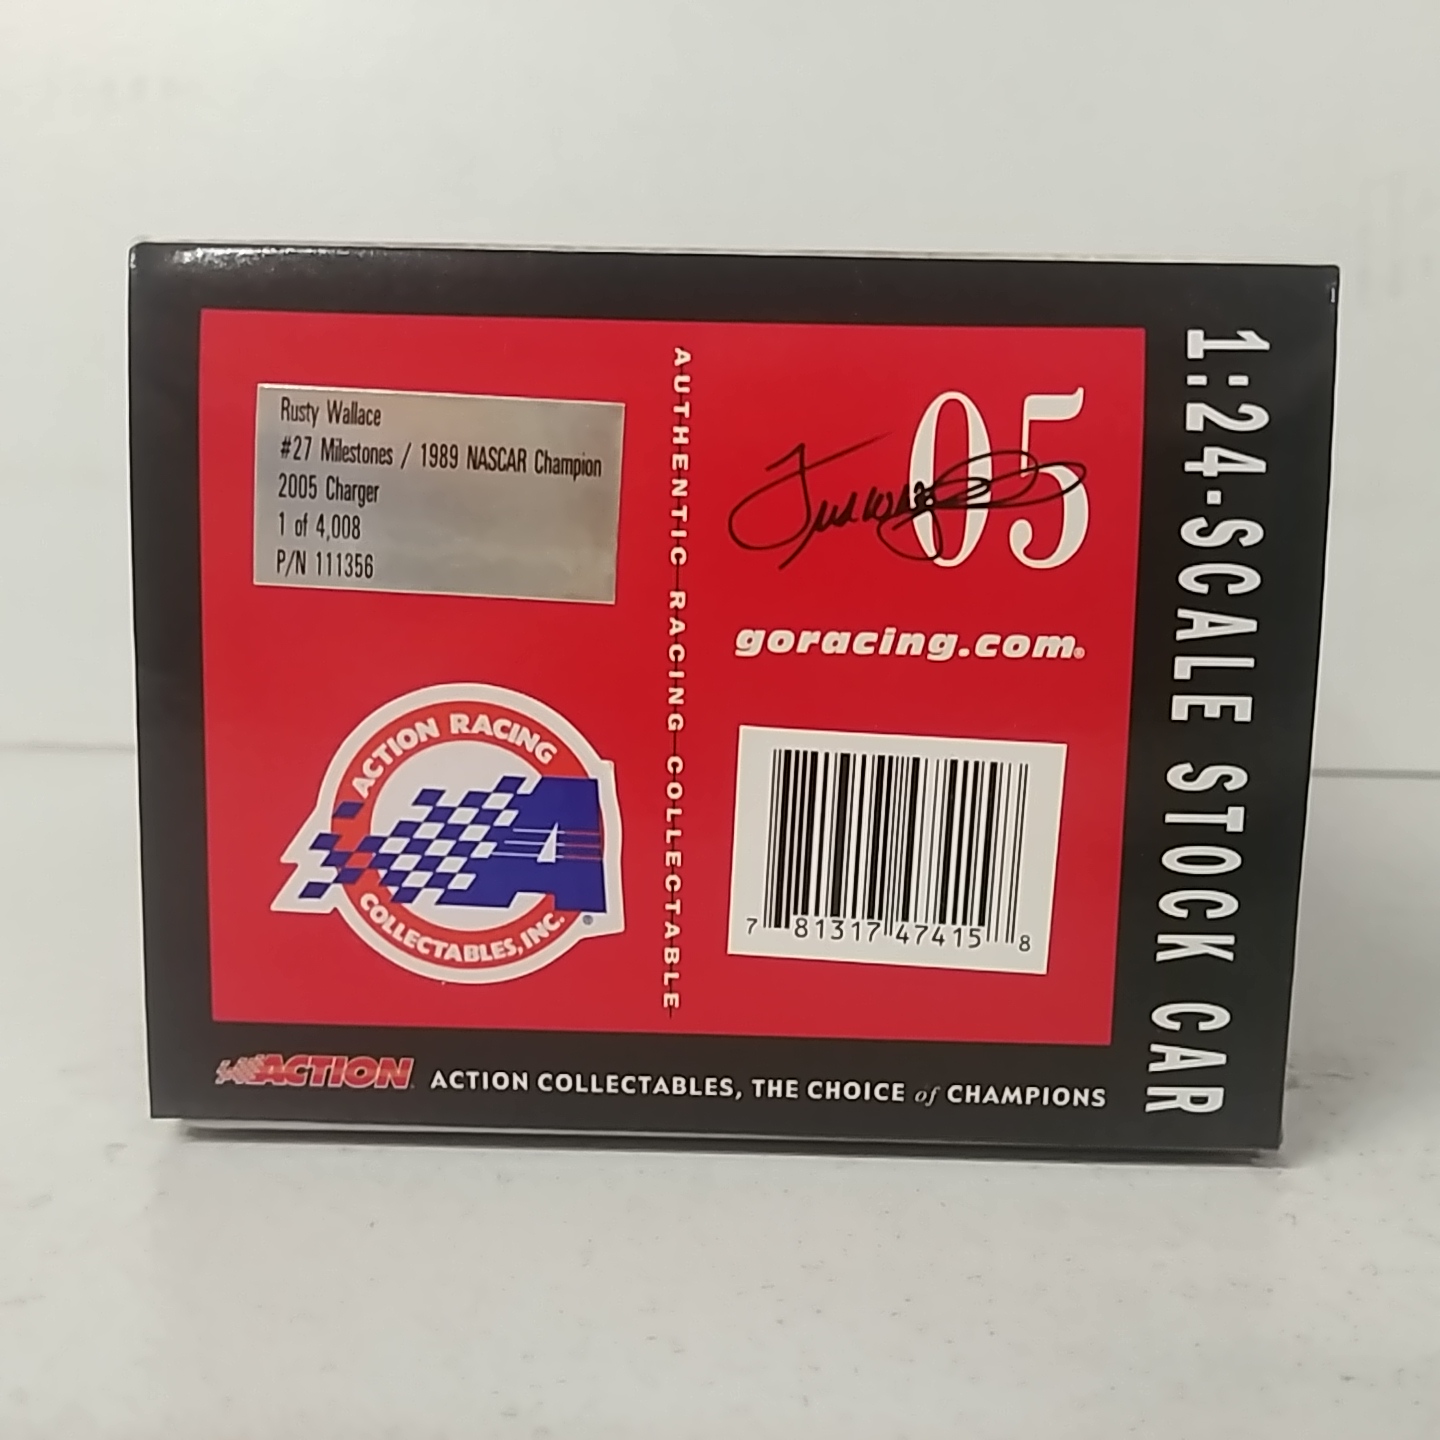 Rusty Wallace
#27 Milestones / 1989 NASCAR Champion
2005 Charger
1 of 4,008
P/N 111356
AUTHENTIC RACING COLLECTABLE
05
goracing.com®
ACTION RACING
COLLECTABLES, INC.®
7 81317 47415 8
ACTION
ACTION COLLECTABLES, THE CHOICE of CHAMPIONS
1:24-SCALE STOCK CAR